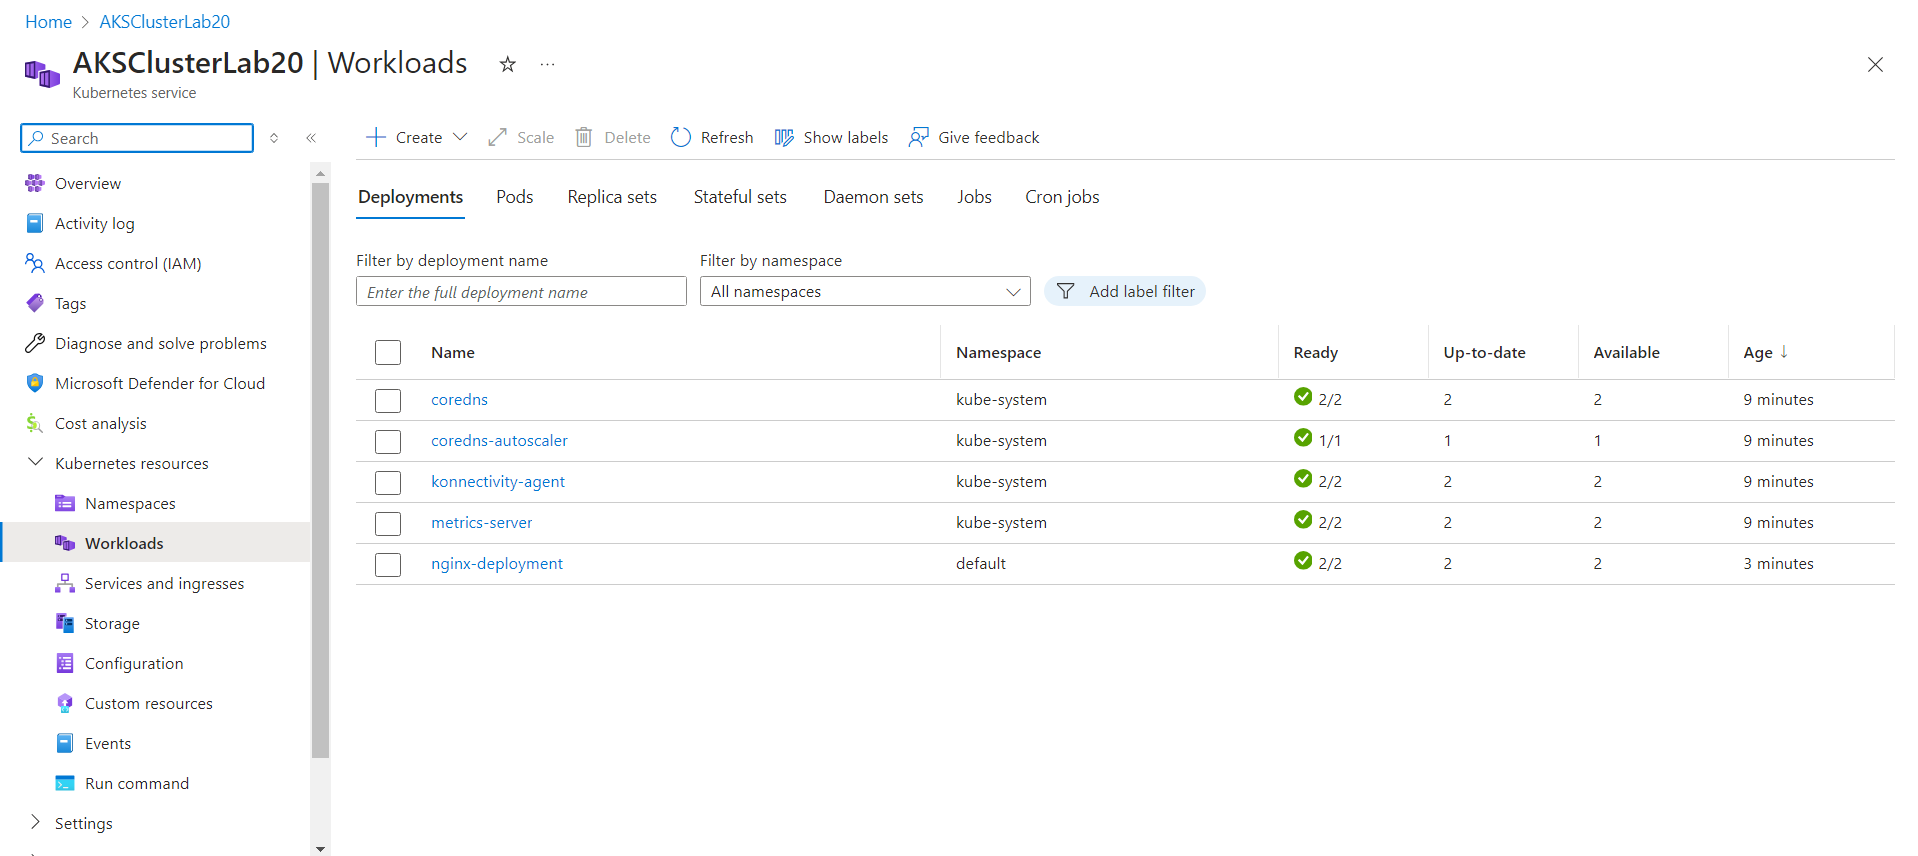 Home > AKSClusterLab20
AKSClusterLab20 | Workloads
Kubernetes service
Search
Overview
Activity log
Access control (IAM)
Tags
Diagnose and solve problems
Microsoft Defender for Cloud
Cost analysis
Kubernetes resources
Namespaces
Workloads
Services and ingresses
Storage
Configuration
Custom resources
Events
Run command
Settings
Create Scale Delete Refresh Show labels Give feedback
Deployments Pods Replica sets Stateful sets Daemon sets Jobs Cron jobs
Filter by deployment name Filter by namespace
Enter the full deployment name All namespaces Add label filter
Name Namespace Ready Up-to-date Available Age ↓
coredns kube-system 2/2 2 2 9 minutes
coredns-autoscaler kube-system 1/1 1 1 9 minutes
konnectivity-agent kube-system 2/2 2 2 9 minutes
metrics-server kube-system 2/2 2 2 9 minutes
nginx-deployment default 2/2 2 2 3 minutes